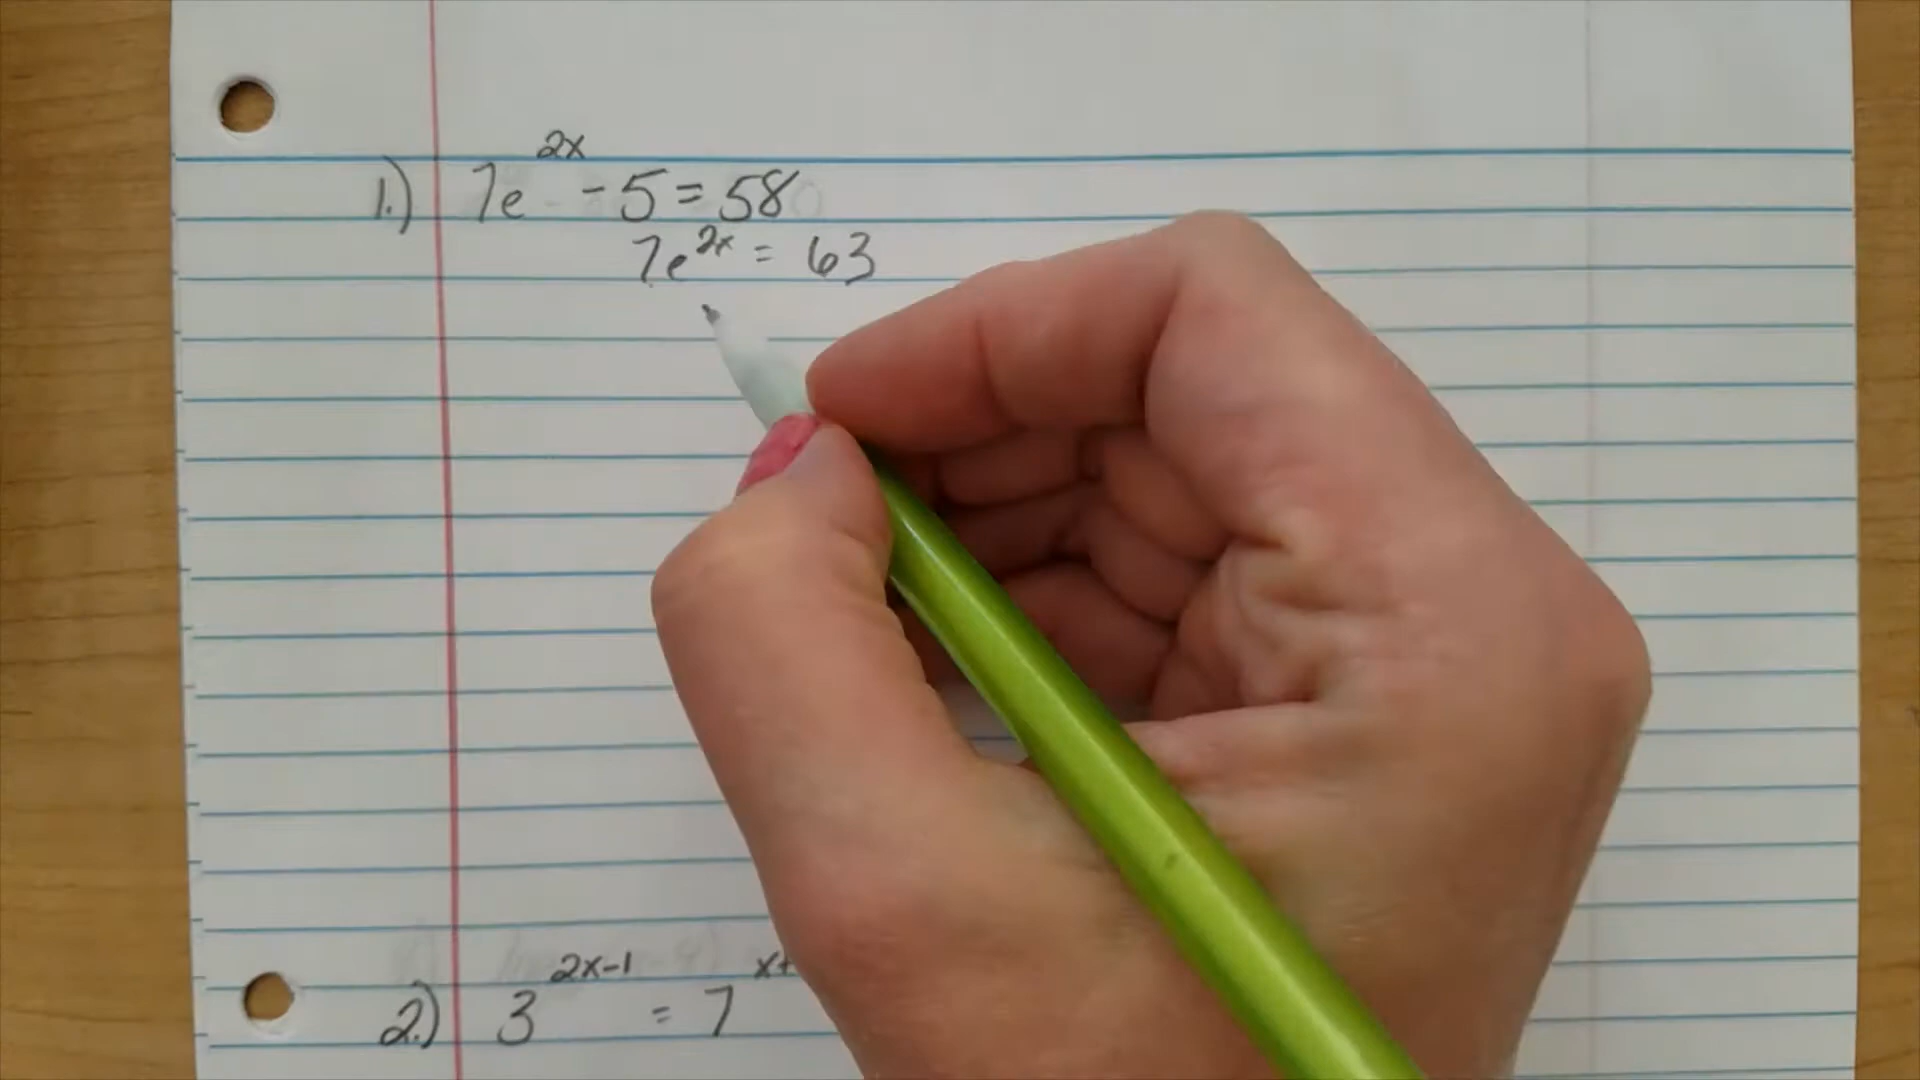 1.) 7e^2x - 5 = 58
7e^2x = 63
2.) 3^2x-1 = 7^x+